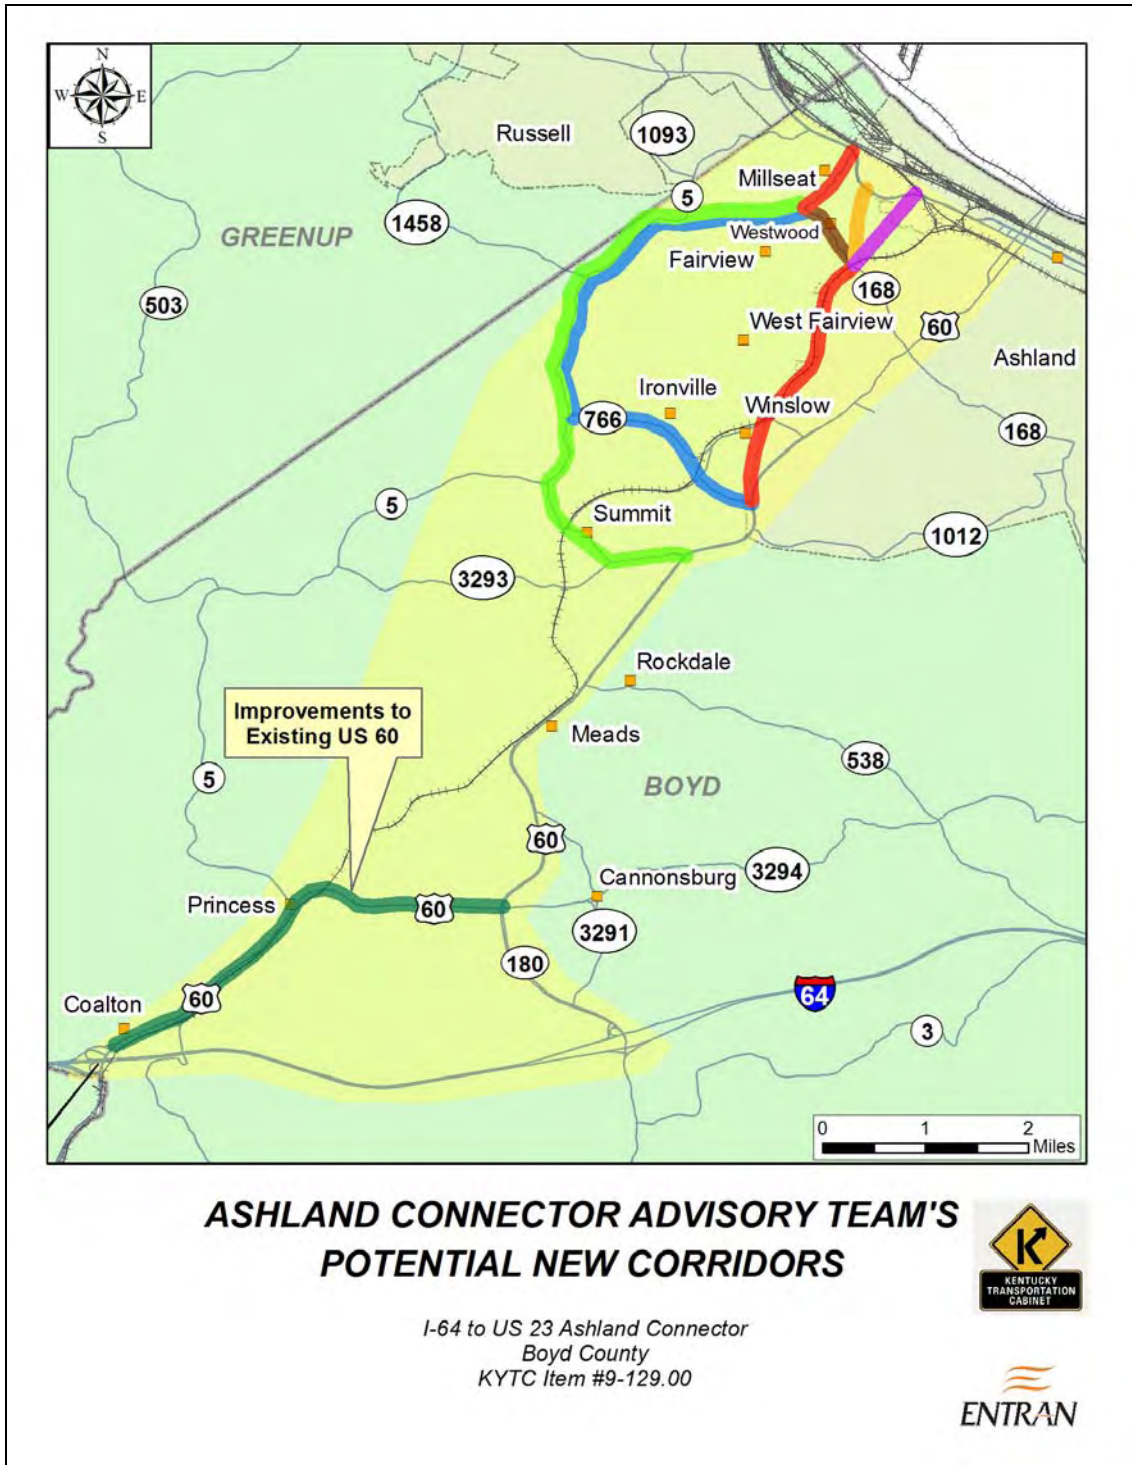 N
W E
S
Russell
1093
Millseat
5
1458
GREENUP
Westwood
Fairview
503
168
West Fairview
60
Ashland
Ironville
766
Winslow
168
5
Summit
1012
3293
Rockdale
Improvements to
Existing US 60
Meads
538
5
BOYD
60
3294
Cannonsburg
Princess
60
3291
180
64
60
Coalton
3
0 1 2
Miles
ASHLAND CONNECTOR ADVISORY TEAM'S
POTENTIAL NEW CORRIDORS
K
KENTUCKY
TRANSPORTATION
CABINET
I-64 to US 23 Ashland Connector
Boyd County
KYTC Item #9-129.00
ENTRAN